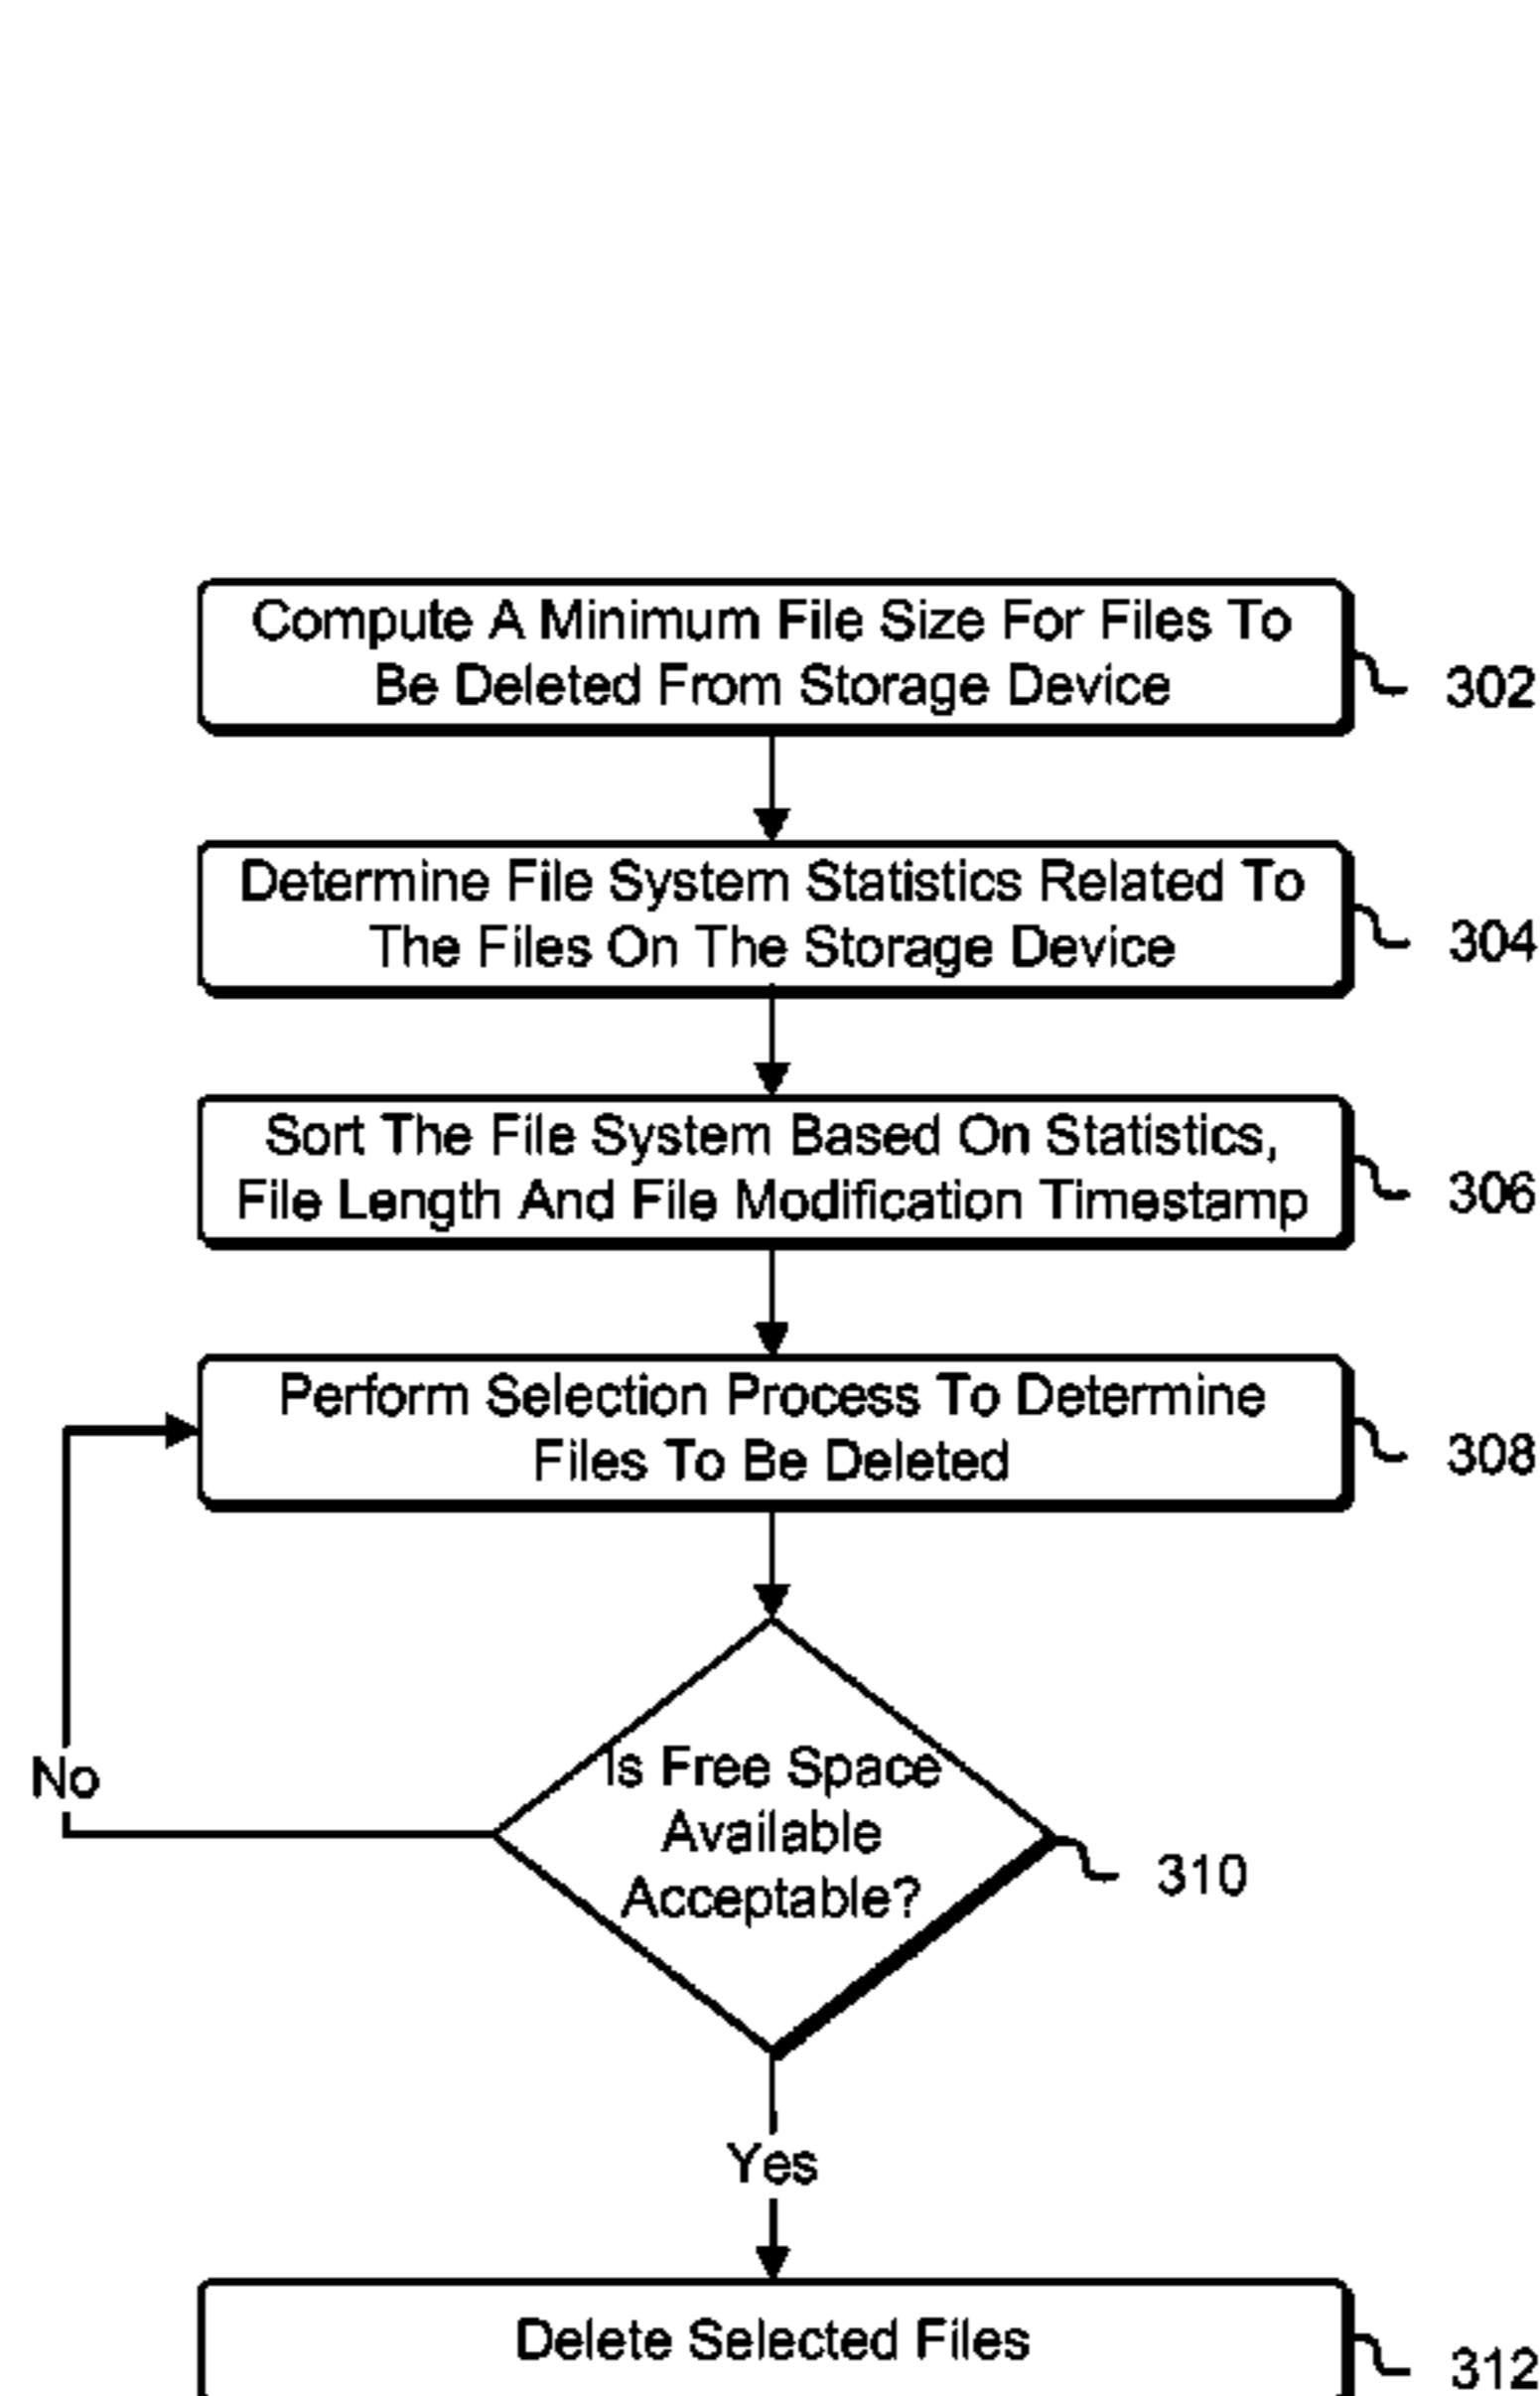 Compute A Minimum File Size For Files To
Be Deleted From Storage Device
302
Determine File System Statistics Related To
The Files On The Storage Device
304
Sort The File System Based On Statistics,
File Length And File Modification Timestamp
306
Perform Selection Process To Determine
Files To Be Deleted
308
Is Free Space
Available
Acceptable?
310
No
Yes
Delete Selected Files
312